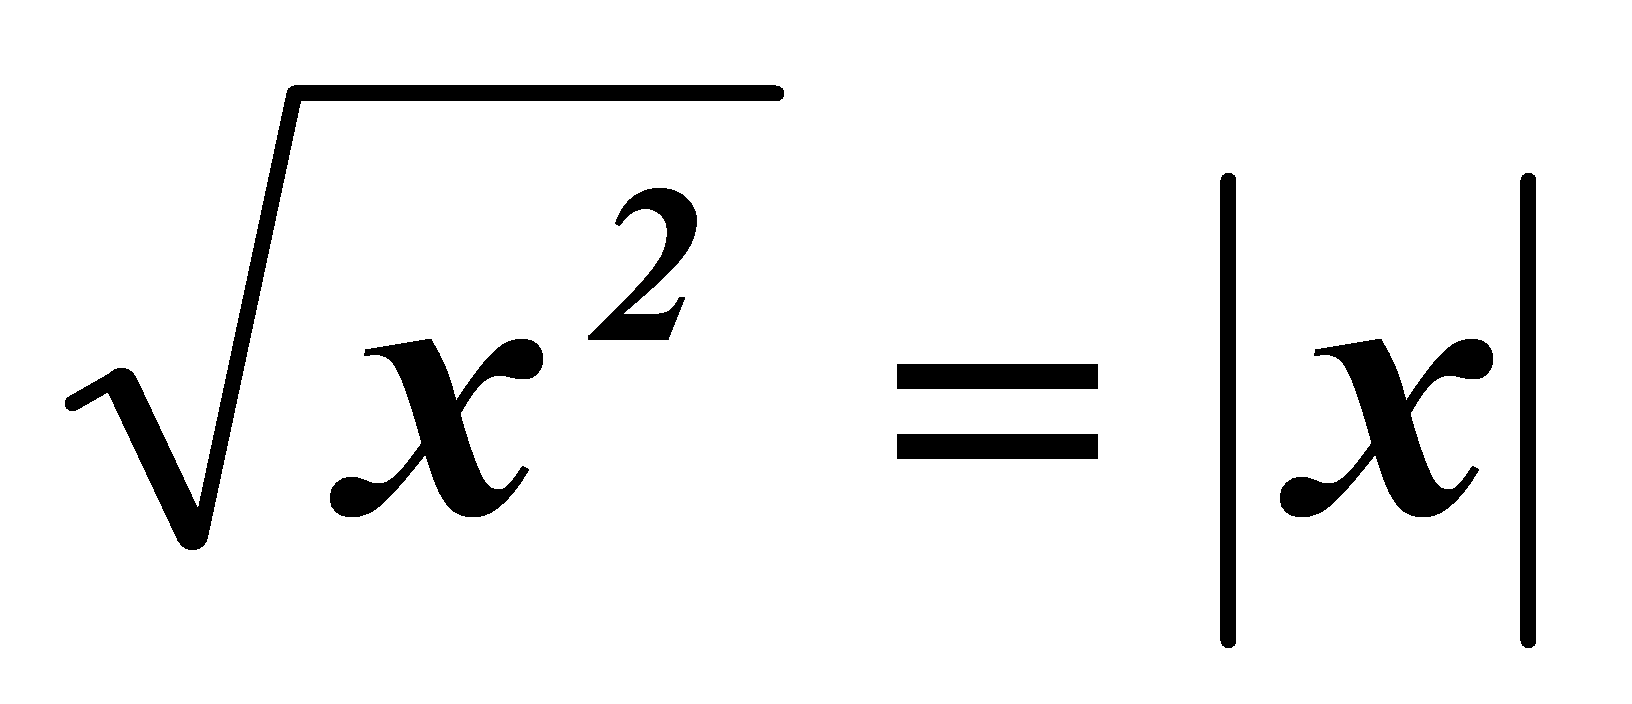 √x² = |x|